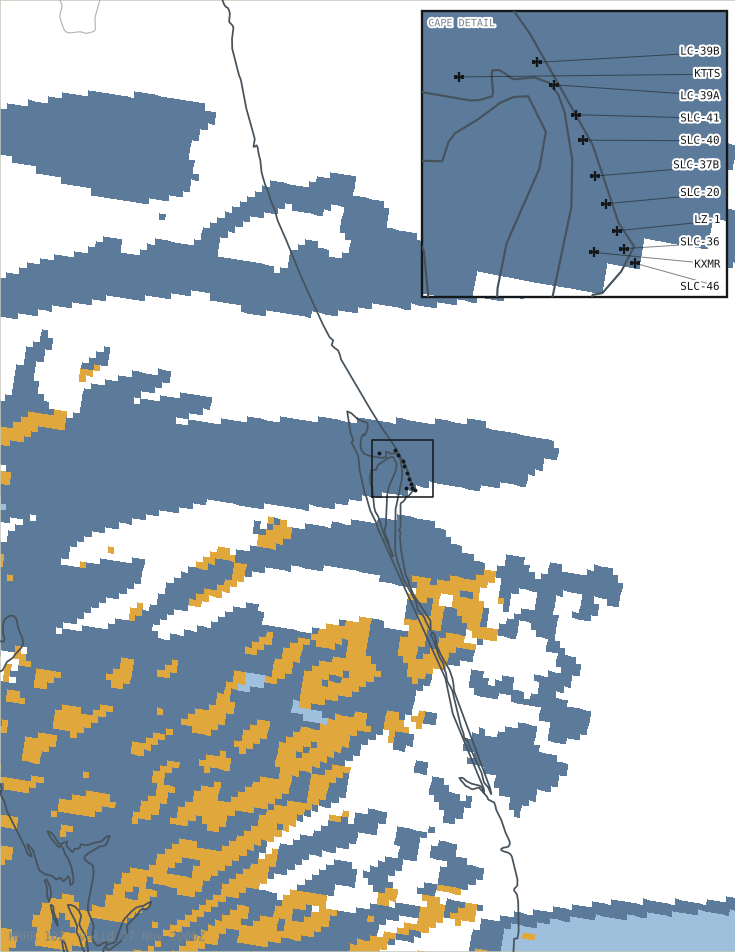 CAPE DETAIL
LC-39B
KTTS
LC-39A
SLC-41
SLC-40
SLC-37B
SLC-20
LZ-1
SLC-36
KXMR
SLC-46